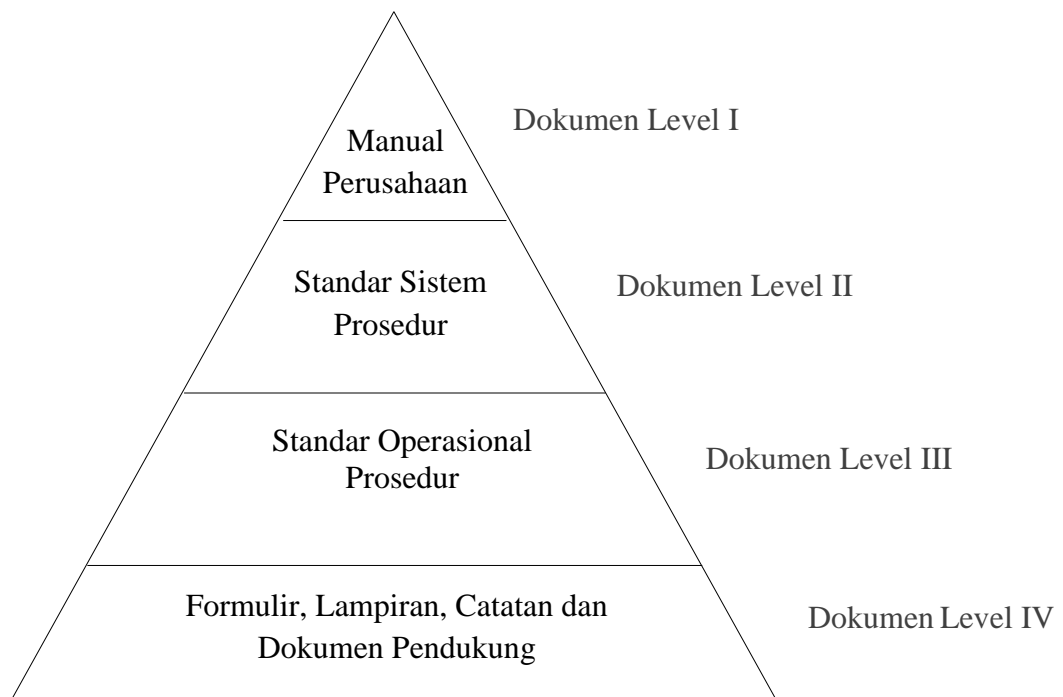 Dokumen Level I
Manual
Perusahaan
Standar Sistem
Prosedur
Dokumen Level II
Standar Operasional
Prosedur
Dokumen Level III
Formulir, Lampiran, Catatan dan
Dokumen Pendukung
Dokumen Level IV